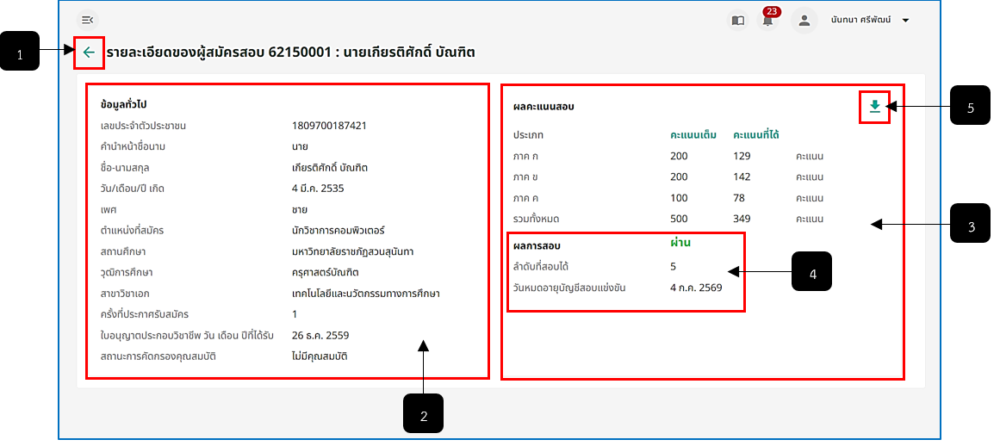 23
นันทนา ศรีพัฒน์
1
รายละเอียดของผู้สมัครสอบ 62150001 : นายเกียรติศักดิ์ บัณฑิต
ข้อมูลทั่วไป
เลขประจำตัวประชาชน 1809700187421
คำนำหน้าชื่อนาม นาย
ชื่อ-นามสกุล เกียรติศักดิ์ บัณฑิต
วัน/เดือน/ปี เกิด 4 มี.ค. 2535
เพศ ชาย
ตำแหน่งที่สมัคร นักวิชาการคอมพิวเตอร์
สถานศึกษา มหาวิทยาลัยราชภัฏสวนสุนันทา
วุฒิการศึกษา ครุศาสตร์บัณฑิต
สาขาวิชาเอก เทคโนโลยีและนวัตกรรมทางการศึกษา
ครั้งที่ประกาศรับสมัคร 1
ใบอนุญาตประกอบวิชาชีพ วัน เดือน ปีที่ได้รับ 26 ธ.ค. 2559
สถานะการคัดกรองคุณสมบัติ ไม่มีคุณสมบัติ
2
ผลคะแนนสอบ
5
ประเภท คะแนนเต็ม คะแนนที่ได้
ภาค ก 200 129 คะแนน
ภาค ข 200 142 คะแนน
ภาค ค 100 78 คะแนน
รวมทั้งหมด 500 349 คะแนน
3
ผลการสอบ ผ่าน
ลำดับที่สอบได้ 5
วันหมดอายุบัญชีสอบแข่งขัน 4 ก.ค. 2569
4